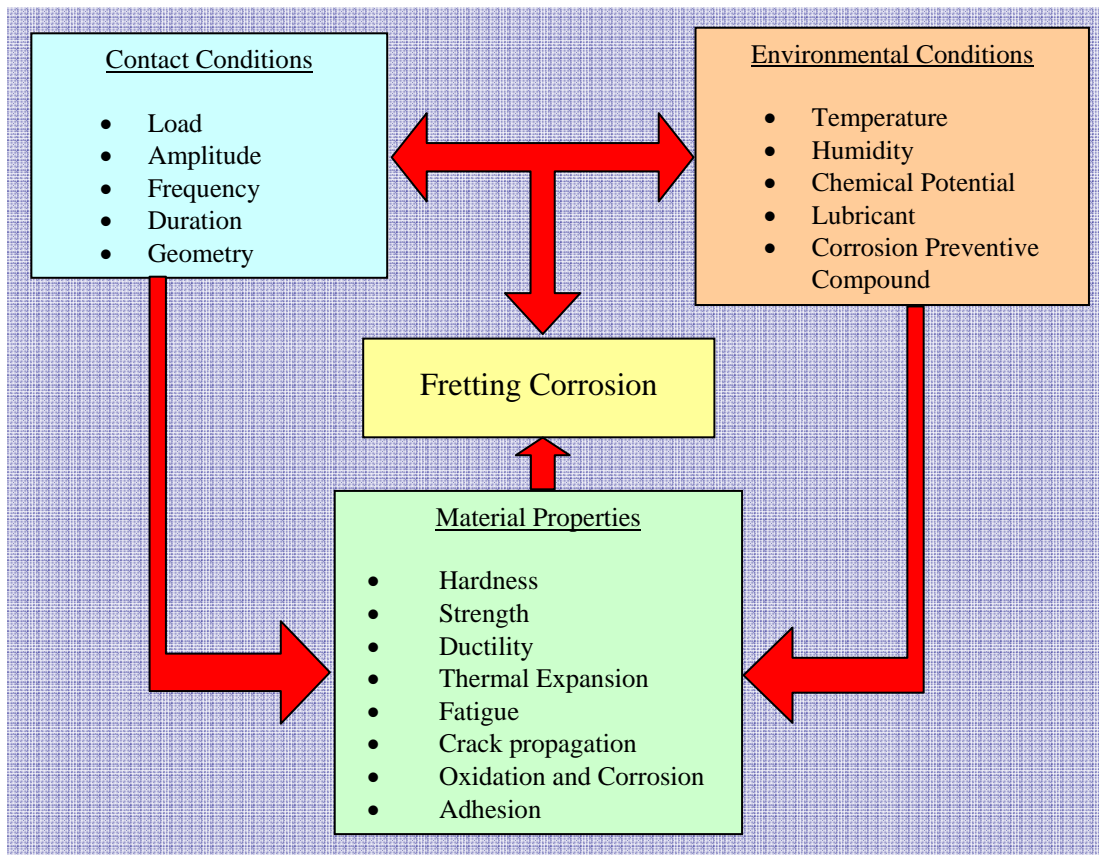 Contact Conditions
• Load
• Amplitude
• Frequency
• Duration
• Geometry
Environmental Conditions
• Temperature
• Humidity
• Chemical Potential
• Lubricant
• Corrosion Preventive
Compound
Fretting Corrosion
Material Properties
• Hardness
• Strength
• Ductility
• Thermal Expansion
• Fatigue
• Crack propagation
• Oxidation and Corrosion
• Adhesion